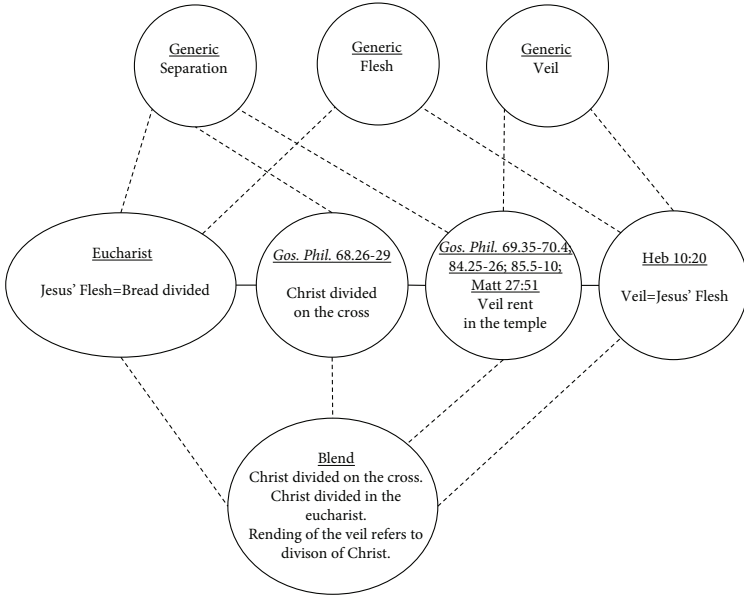 Generic
Separation
Generic
Flesh
Generic
Veil
Eucharist
Jesus' Flesh=Bread divided
Gos. Phil. 68.26-29
Christ divided
on the cross
Gos. Phil. 69.35-70.4;
84.25-26; 85.5-10;
Matt 27:51
Veil rent
in the temple
Heb 10:20
Veil=Jesus' Flesh
Blend
Christ divided on the cross.
Christ divided in the
eucharist.
Rending of the veil refers to
divison of Christ.